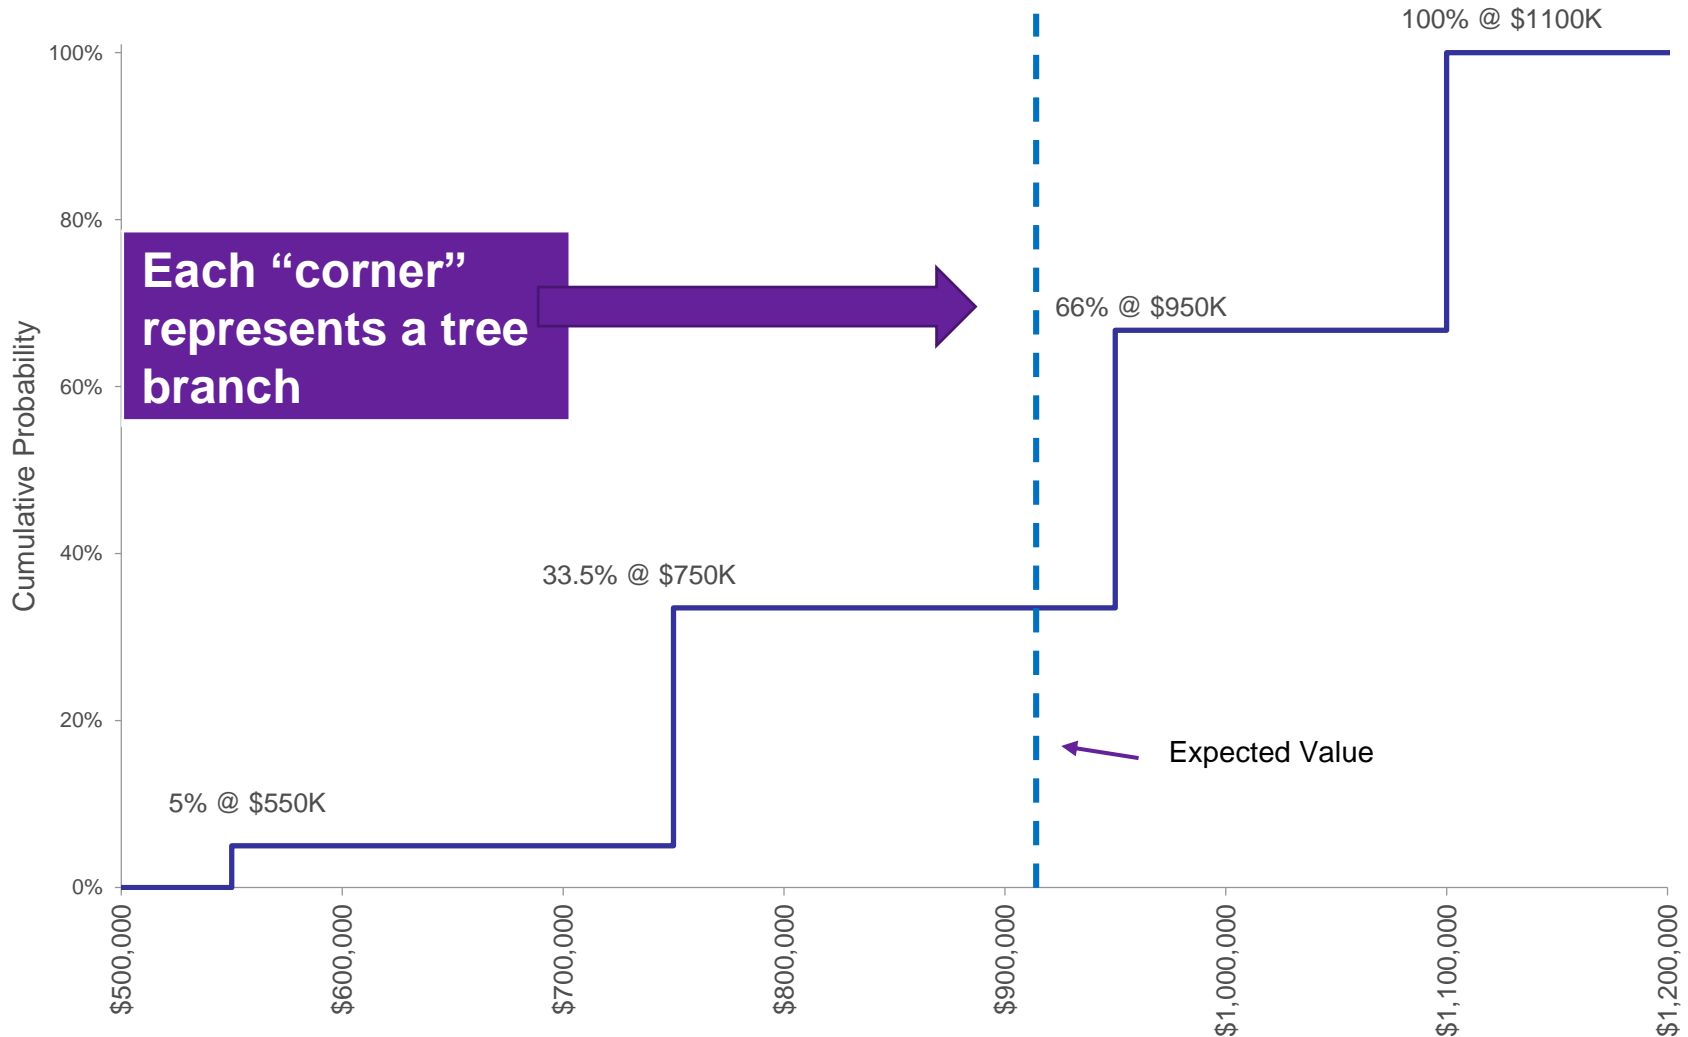 100% @ $1100K
100%
80%
Each “corner”
represents a tree
branch
66% @ $950K
60%
Cumulative Probability
40%
33.5% @ $750K
20%
Expected Value
5% @ $550K
0%
$500,000
$600,000
$700,000
$800,000
$900,000
$1,000,000
$1,100,000
$1,200,000